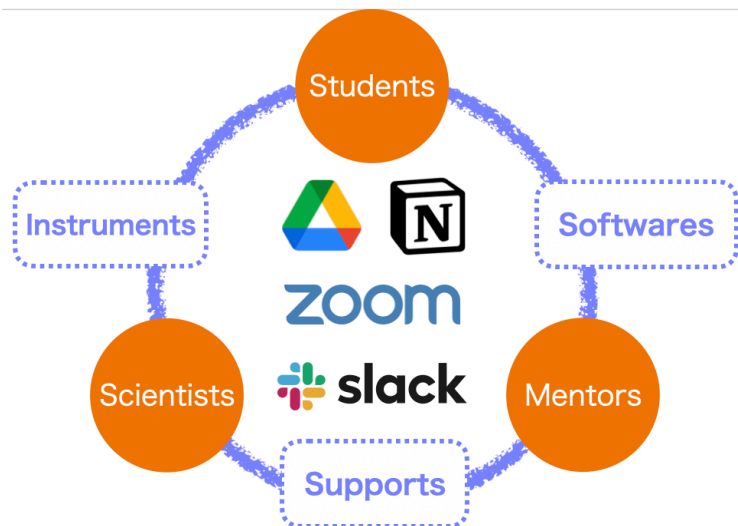 Students
Instruments
N
Softwares
zoom
Scientists
slack
Mentors
Supports